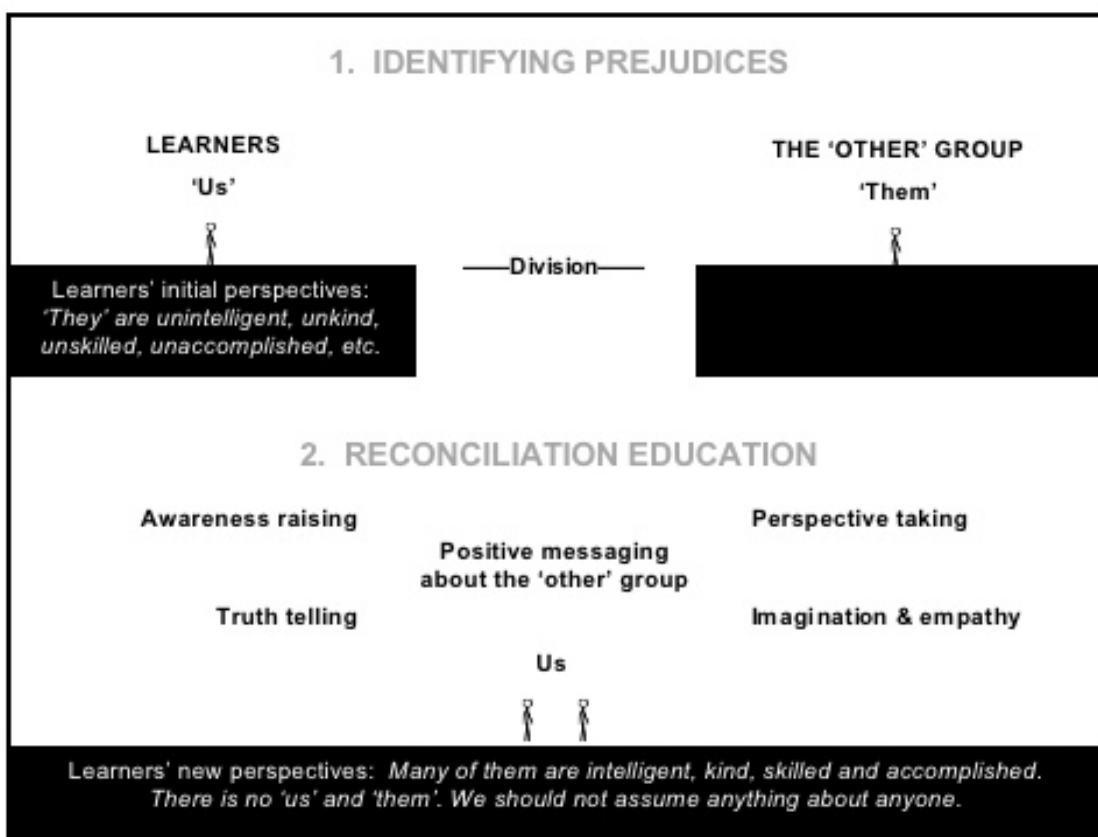 1. IDENTIFYING PREJUDICES
LEARNERS
‘Us’
THE ‘OTHER’ GROUP
‘Them’
Division
Learners’ initial perspectives:
‘They’ are unintelligent, unkind,
unskilled, unaccomplished, etc.
2. RECONCILIATION EDUCATION
Awareness raising
Perspective taking
Positive messaging
about the ‘other’ group
Truth telling
Imagination & empathy
Us
Learners’ new perspectives: Many of them are intelligent, kind, skilled and accomplished.
There is no ‘us’ and ‘them’. We should not assume anything about anyone.